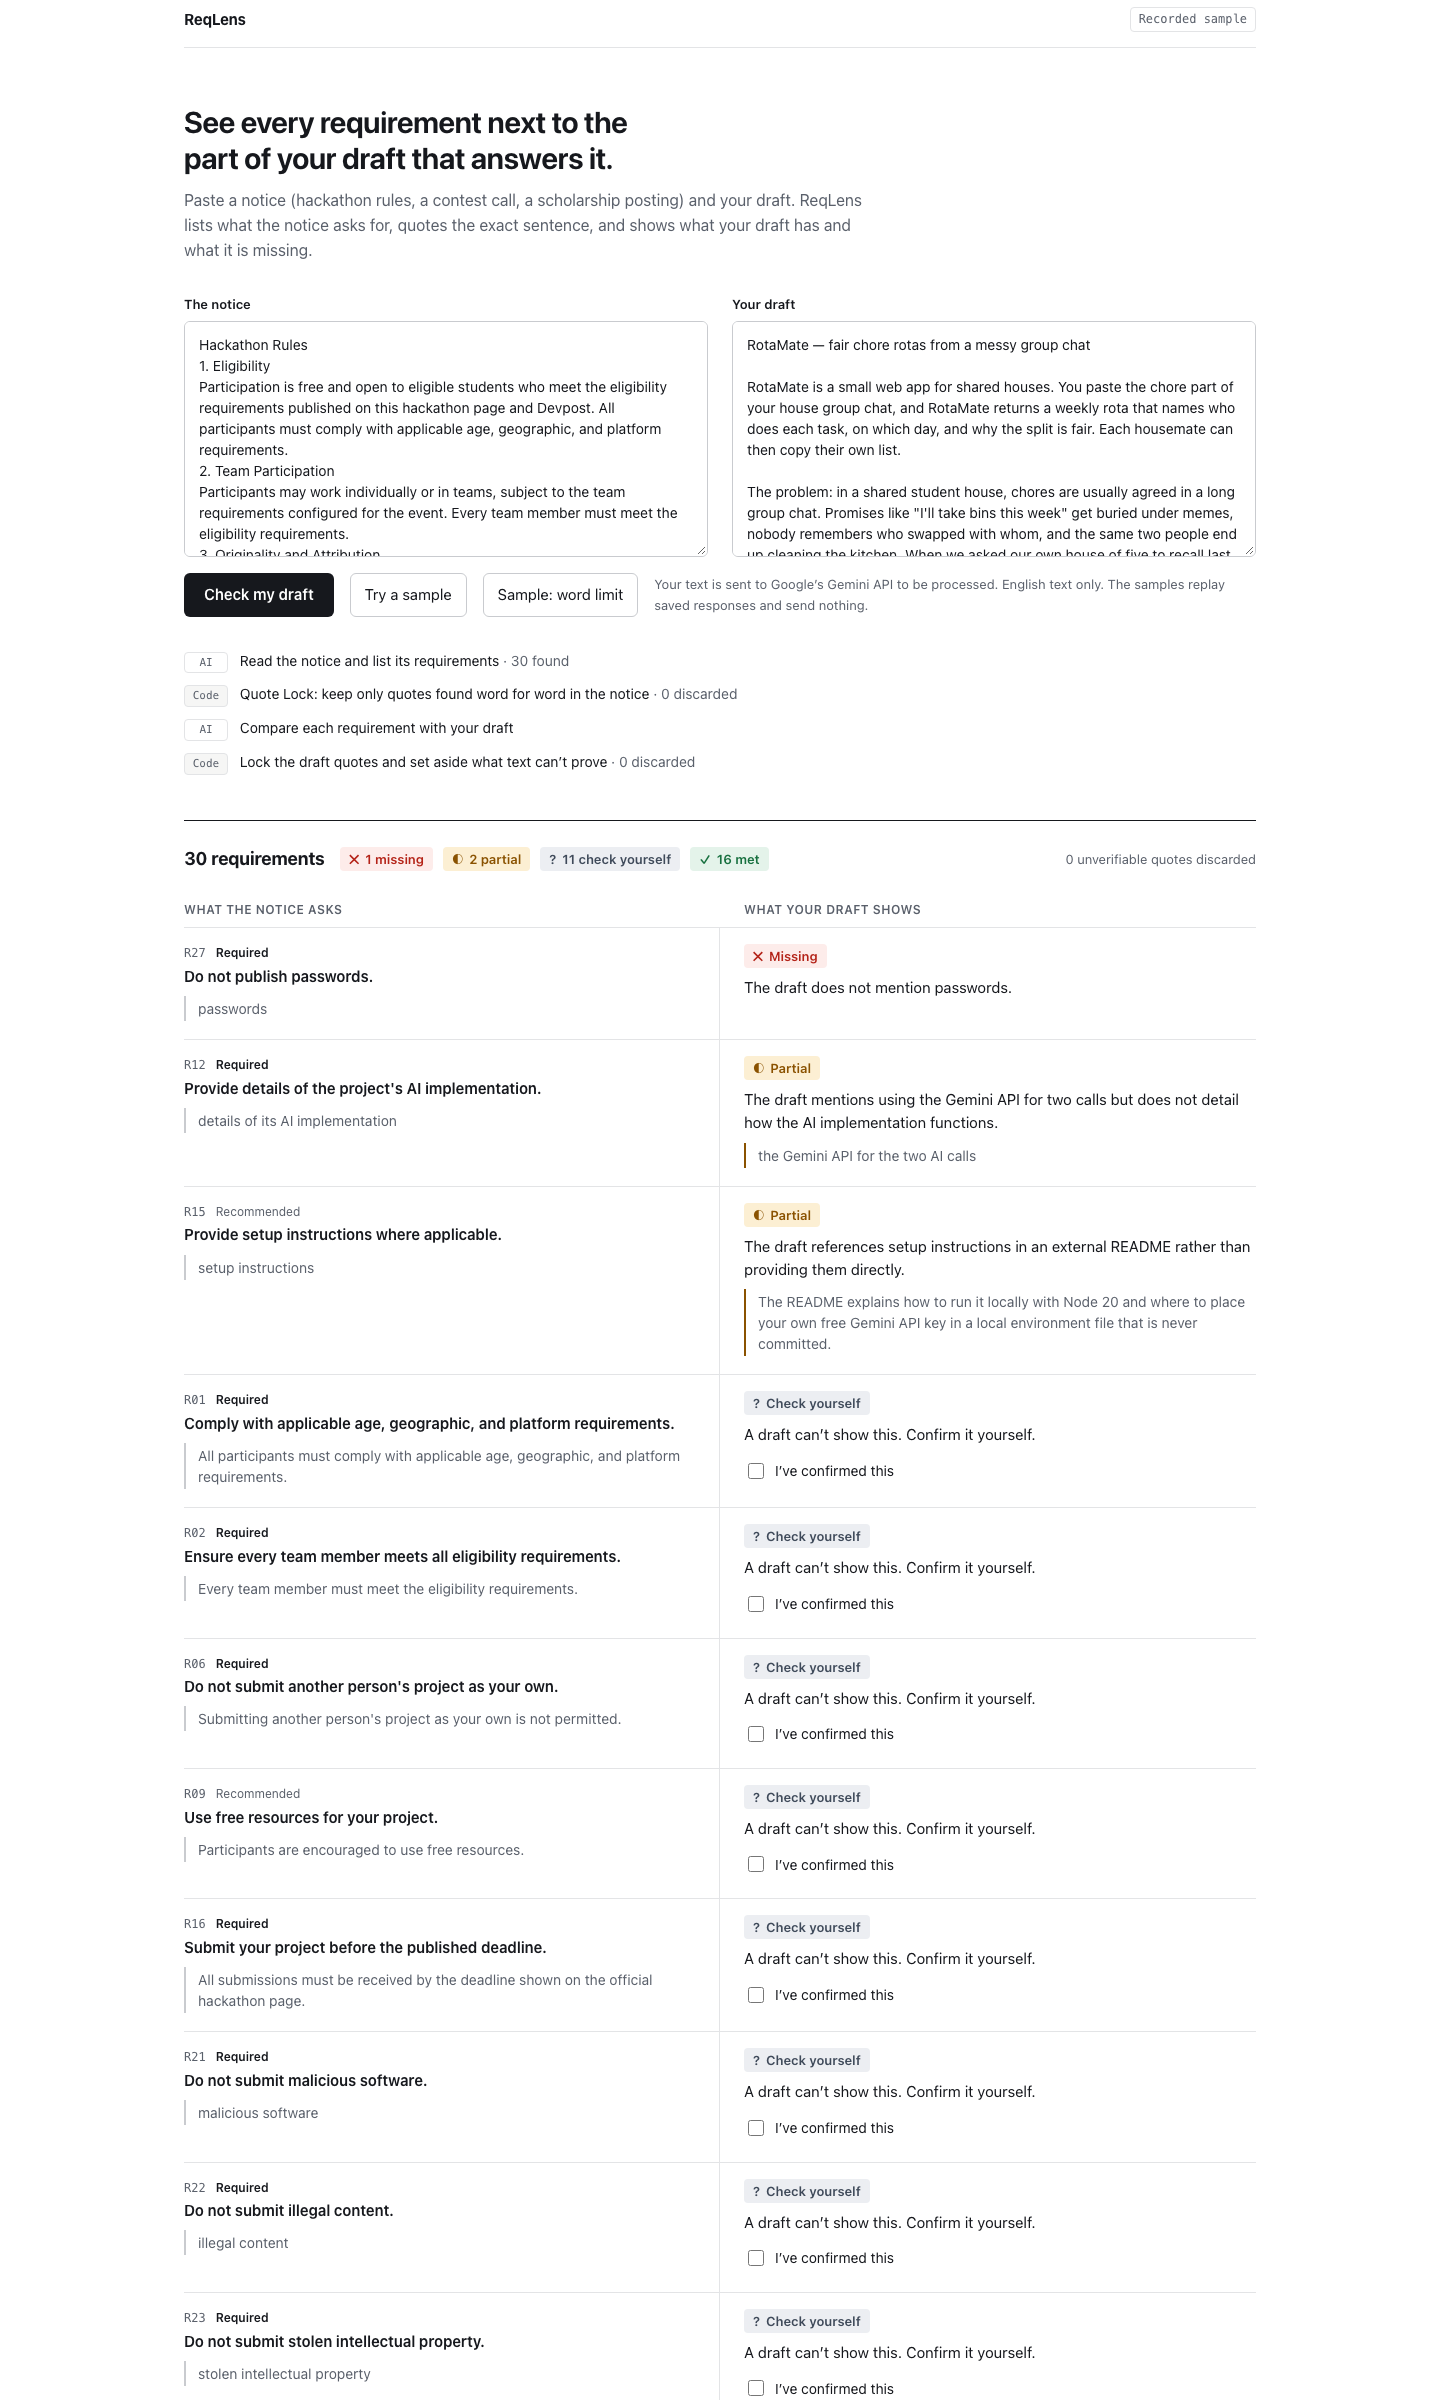 ReqLens
Recorded sample
See every requirement next to the
part of your draft that answers it.
Paste a notice (hackathon rules, a contest call, a scholarship posting) and your draft. ReqLens
lists what the notice asks for, quotes the exact sentence, and shows what your draft has and
what it is missing.
The notice
Hackathon Rules
1. Eligibility
Participation is free and open to eligible students who meet the eligibility
requirements published on this hackathon page and Devpost. All
participants must comply with applicable age, geographic, and platform
requirements.
2. Team Participation
Participants may work individually or in teams, subject to the team
requirements configured for the event. Every team member must meet the
eligibility requirements.
3. Originality and Attribution
Your draft
RotaMate — fair chore rotas from a messy group chat
RotaMate is a small web app for shared houses. You paste the chore part of
your house group chat, and RotaMate returns a weekly rota that names who
does each task, on which day, and why the split is fair. Each housemate can
then copy their own list.
The problem: in a shared student house, chores are usually agreed in a long
group chat. Promises like "I'll take bins this week" get buried under memes,
nobody remembers who swapped with whom, and the same two people end
up cleaning the kitchen. When we asked our own house of five to recall last
Check my draft
Try a sample
Sample: word limit
Your text is sent to Google’s Gemini API to be processed. English text only. The samples replay
saved responses and send nothing.
AI Read the notice and list its requirements · 30 found
Code Quote Lock: keep only quotes found word for word in the notice · 0 discarded
AI Compare each requirement with your draft
Code Lock the draft quotes and set aside what text can’t prove · 0 discarded
30 requirements
1 missing
2 partial
? 11 check yourself
16 met
0 unverifiable quotes discarded
WHAT THE NOTICE ASKS
WHAT YOUR DRAFT SHOWS
R27 Required
Do not publish passwords.
passwords
Missing
The draft does not mention passwords.
R12 Required
Provide details of the project's AI implementation.
details of its AI implementation
Partial
The draft mentions using the Gemini API for two calls but does not detail
how the AI implementation functions.
the Gemini API for the two AI calls
R15 Recommended
Provide setup instructions where applicable.
setup instructions
Partial
The draft references setup instructions in an external README rather than
providing them directly.
The README explains how to run it locally with Node 20 and where to place
your own free Gemini API key in a local environment file that is never
committed.
R01 Required
Comply with applicable age, geographic, and platform requirements.
All participants must comply with applicable age, geographic, and platform
requirements.
? Check yourself
A draft can’t show this. Confirm it yourself.
I’ve confirmed this
R02 Required
Ensure every team member meets all eligibility requirements.
Every team member must meet the eligibility requirements.
? Check yourself
A draft can’t show this. Confirm it yourself.
I’ve confirmed this
R06 Required
Do not submit another person's project as your own.
Submitting another person's project as your own is not permitted.
? Check yourself
A draft can’t show this. Confirm it yourself.
I’ve confirmed this
R09 Recommended
Use free resources for your project.
Participants are encouraged to use free resources.
? Check yourself
A draft can’t show this. Confirm it yourself.
I’ve confirmed this
R16 Required
Submit your project before the published deadline.
All submissions must be received by the deadline shown on the official
hackathon page.
? Check yourself
A draft can’t show this. Confirm it yourself.
I’ve confirmed this
R21 Required
Do not submit malicious software.
malicious software
? Check yourself
A draft can’t show this. Confirm it yourself.
I’ve confirmed this
R22 Required
Do not submit illegal content.
illegal content
? Check yourself
A draft can’t show this. Confirm it yourself.
I’ve confirmed this
R23 Required
Do not submit stolen intellectual property.
stolen intellectual property
? Check yourself
A draft can’t show this. Confirm it yourself.
I’ve confirmed this